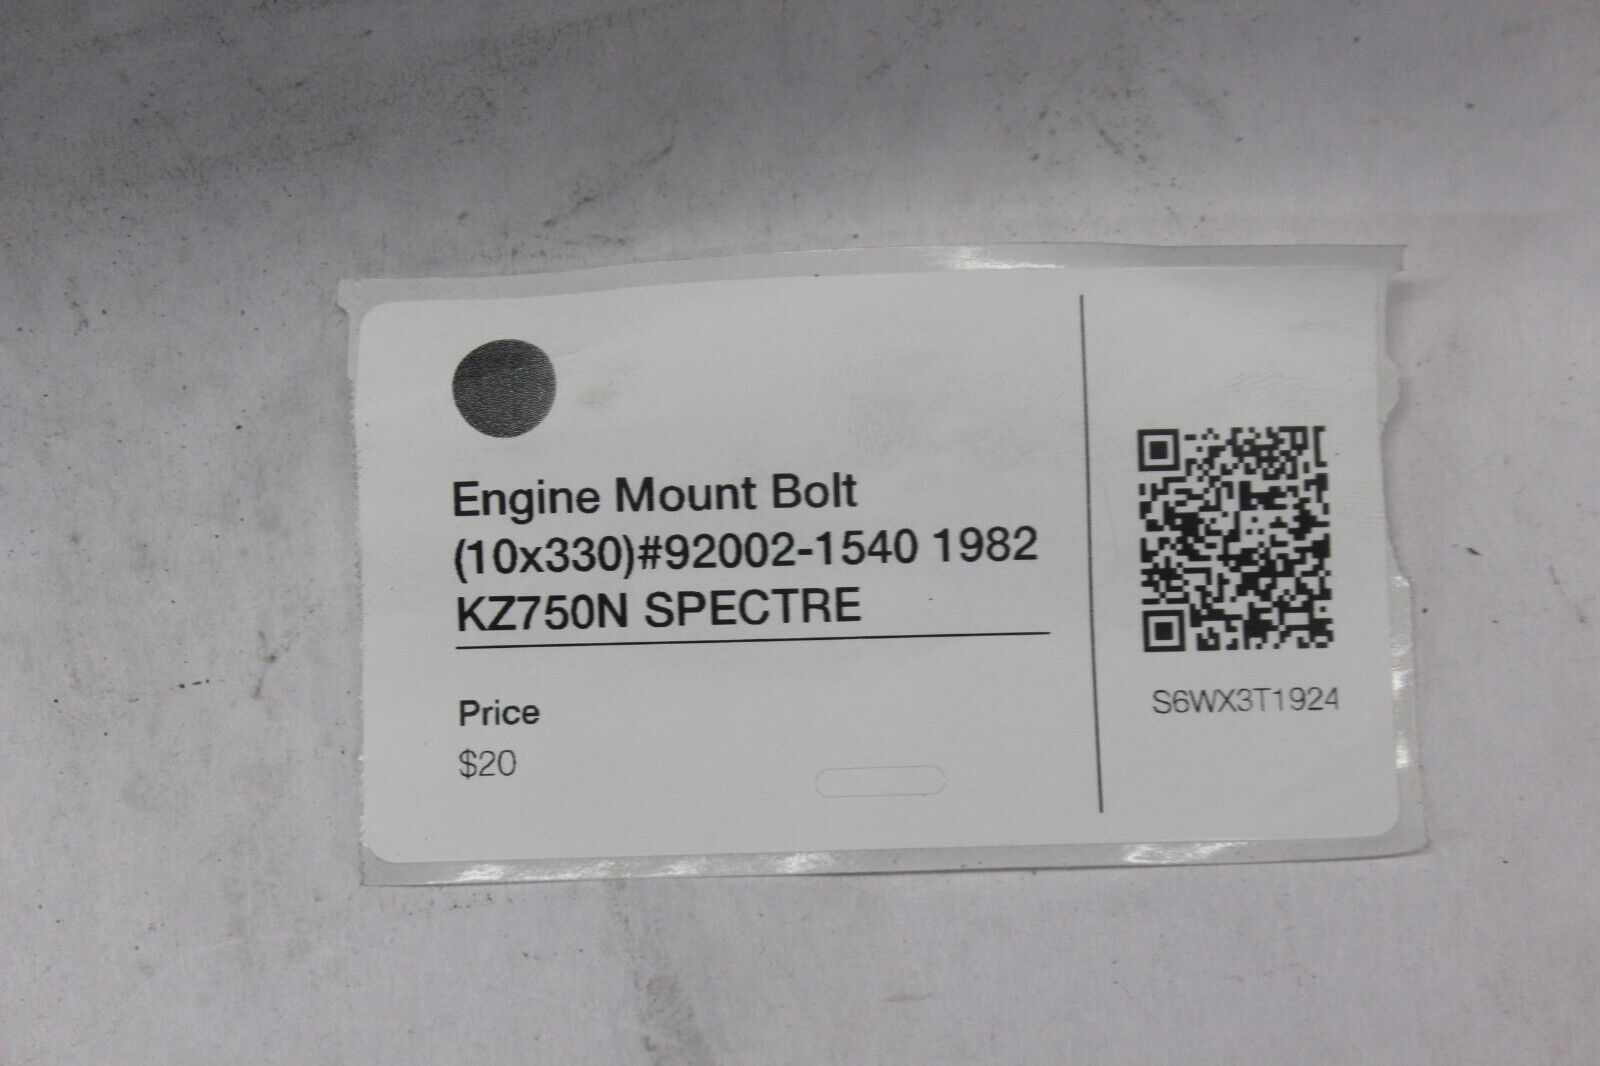 Engine Mount Bolt
(10x330)#92002-1540 1982
KZ750N SPECTRE
Price
$20
S6WX3T1924